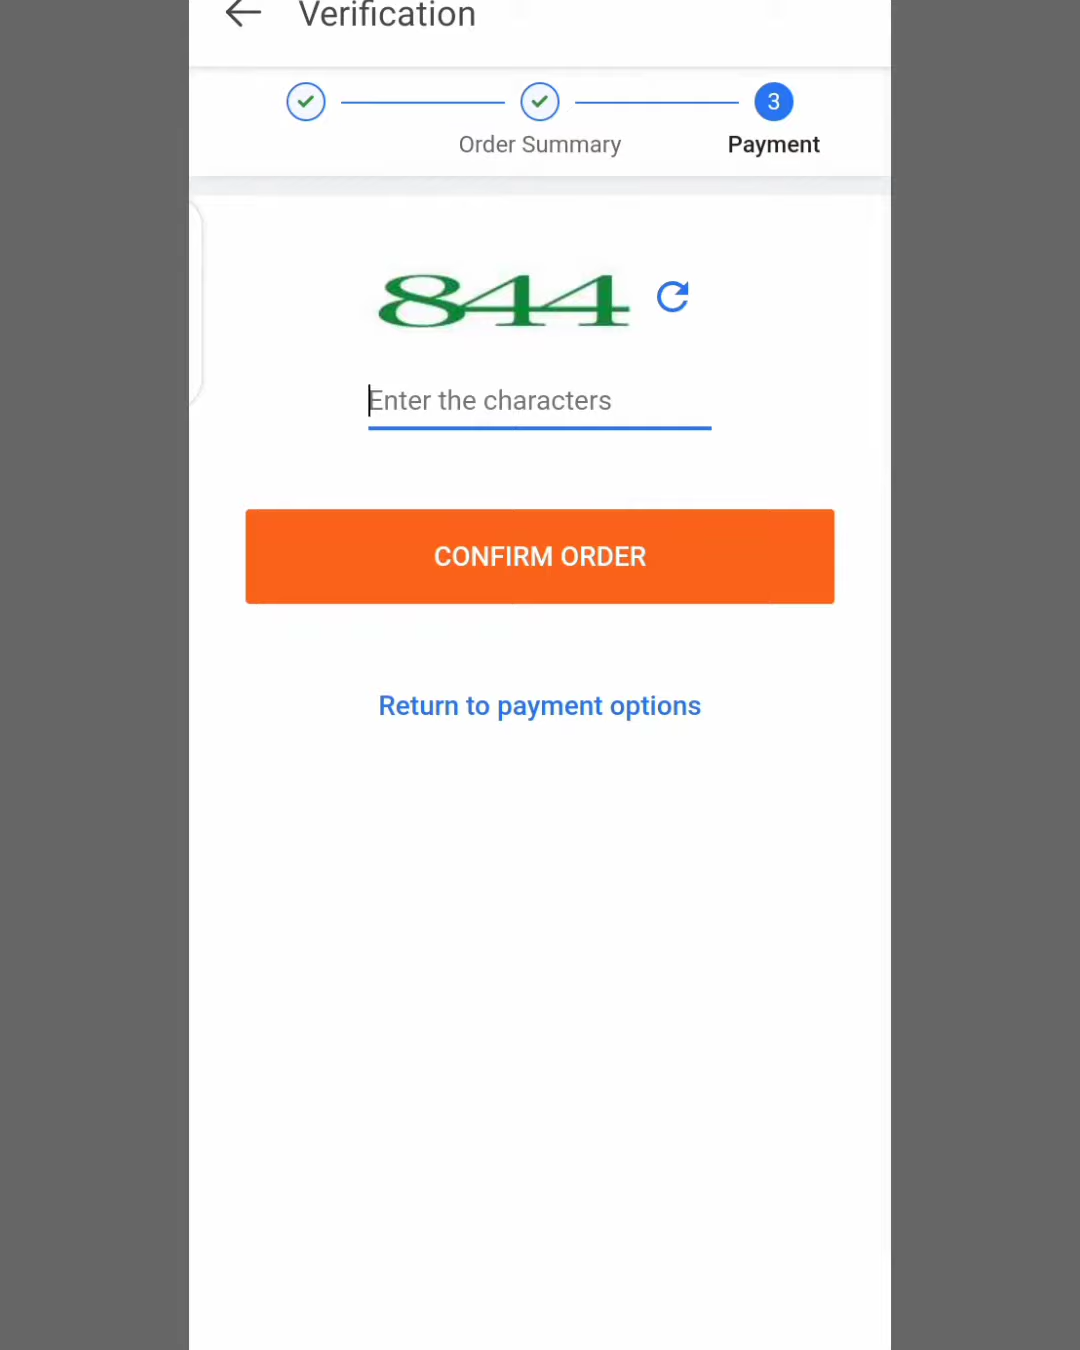 Verification
3
Order Summary
Payment
844
Enter the characters
CONFIRM ORDER
Return to payment options